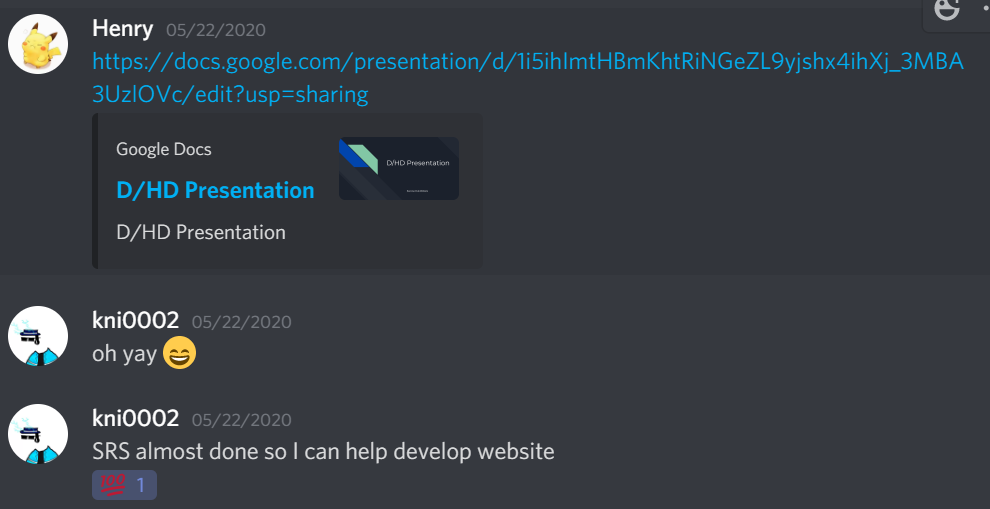 Henry 05/22/2020
https://docs.google.com/presentation/d/1i5ihImtHBmKhtRiNGeZL9yjshx4ihXj_3MBA
3UzlOVc/edit?usp=sharing
Google Docs
D/HD Presentation
D/HD Presentation
D/HD Presentation
kni0002 05/22/2020
oh yay 😄
kni0002 05/22/2020
SRS almost done so I can help develop website
💯 1